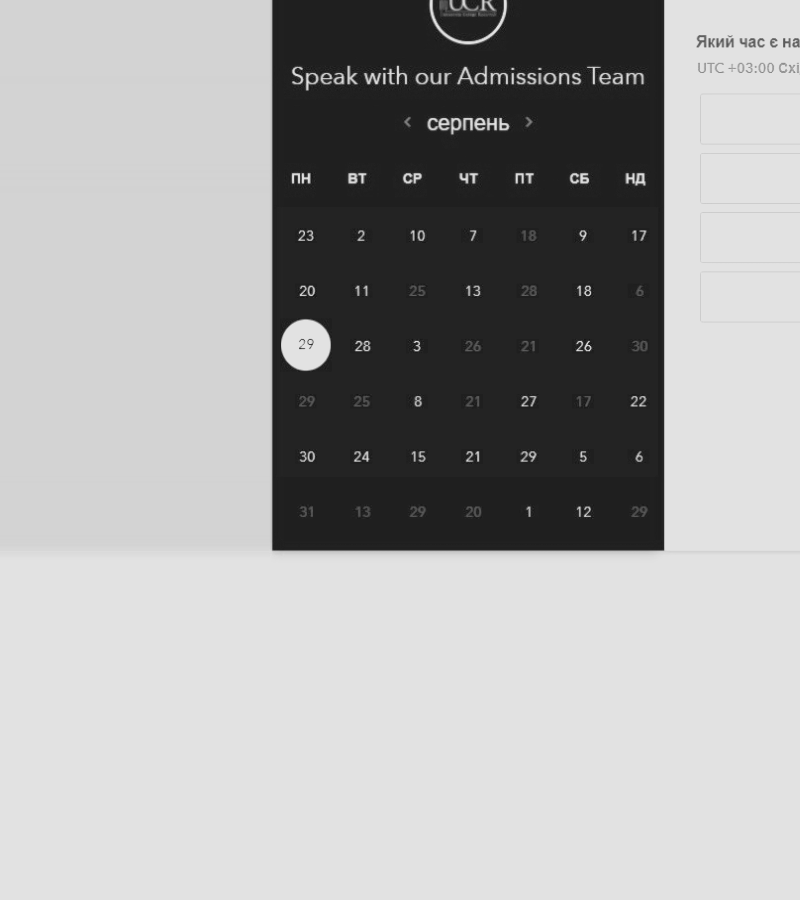 UCR
Speak with our Admissions Team
Який час є на
UTC +03:00 Схі
< серпень >
ПН ВТ СР ЧТ ПТ СБ НД
23 2 10 7 18 9 17
20 11 25 13 28 18 6
29 28 3 26 21 26 30
29 25 8 21 27 17 22
30 24 15 21 29 5 6
31 13 29 20 1 12 29